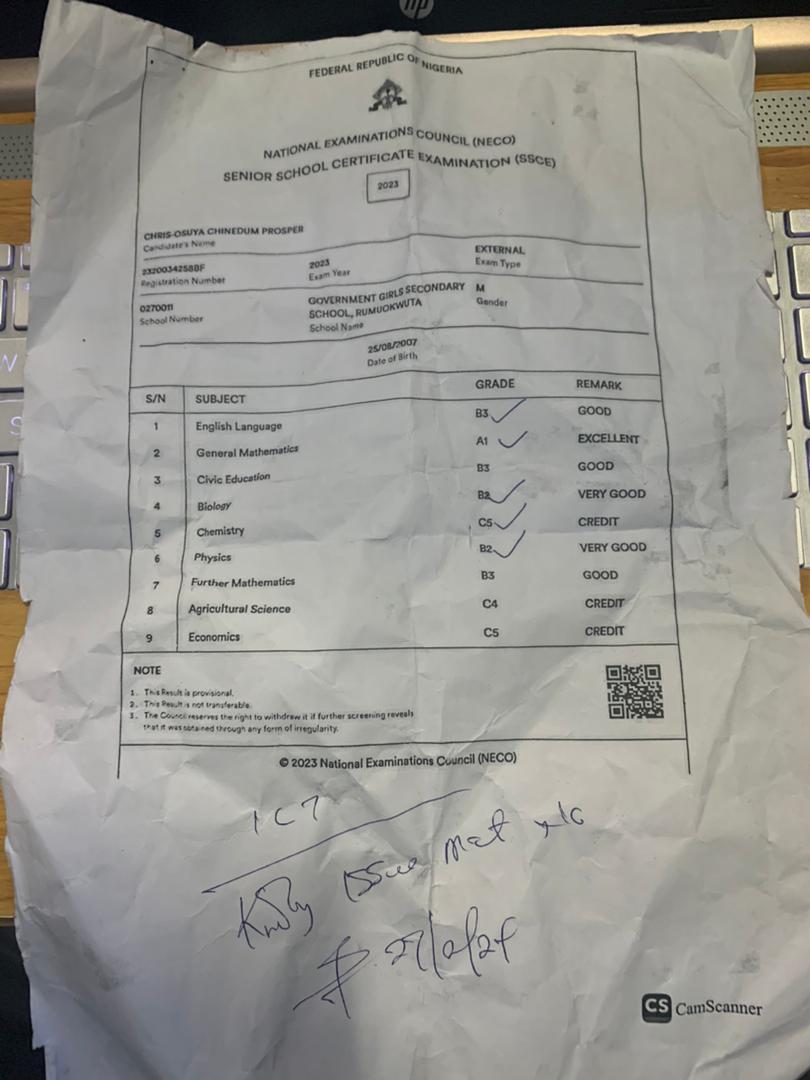 hp
FEDERAL REPUBLIC OF NIGERIA
NATIONAL EXAMINATIONS COUNCIL (NECO)
SENIOR SCHOOL CERTIFICATE EXAMINATION (SSCE)
2023
CHRIS-OSUYA CHINEDUM PROSPER
Candidate's Name
2320034258BF 2023 EXTERNAL
Registration Number Exam Year Exam Type
0270011 GOVERNMENT GIRLS SECONDARY M
School Number SCHOOL, RUMUOKWUTA Gender
School Name
25/08/2007
Date of Birth
S/N SUBJECT GRADE REMARK
1 English Language B3 GOOD
2 General Mathematics A1 EXCELLENT
3 Civic Education B3 GOOD
4 Biology B2 VERY GOOD
5 Chemistry C5 CREDIT
6 Physics B2 VERY GOOD
7 Further Mathematics B3 GOOD
8 Agricultural Science C4 CREDIT
9 Economics C5 CREDIT
NOTE
1. This Result is provisional.
2. This Result is not transferable.
3. The Council reserves the right to withdraw it if further screening reveals
that it was obtained through any form of irregularity.
© 2023 National Examinations Council (NECO)
ICT
Kindly issue mat
27/2/24
CS CamScanner
W
S